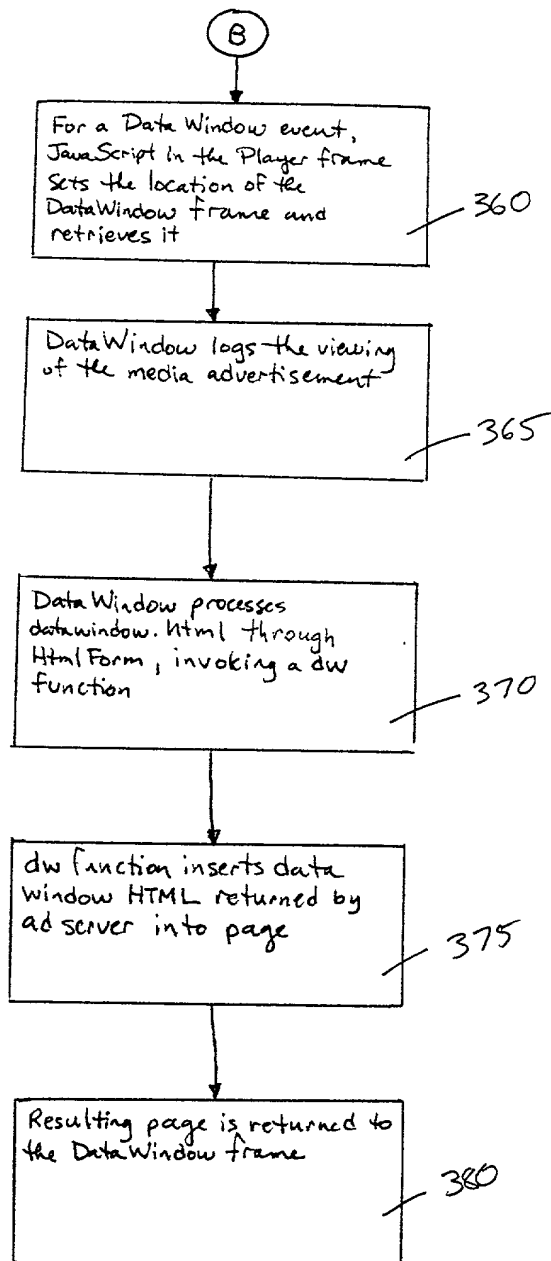 B
For a Data Window event,
JavaScript in the Player frame
sets the location of the
DataWindow frame and
retrieves it
360
DataWindow logs the viewing
of the media advertisement
365
DataWindow processes
datawindow.html through
HtmlForm, invoking a dw
function
370
dw function inserts data
window HTML returned by
ad server into page
375
Resulting page is returned to
the DataWindow frame
380